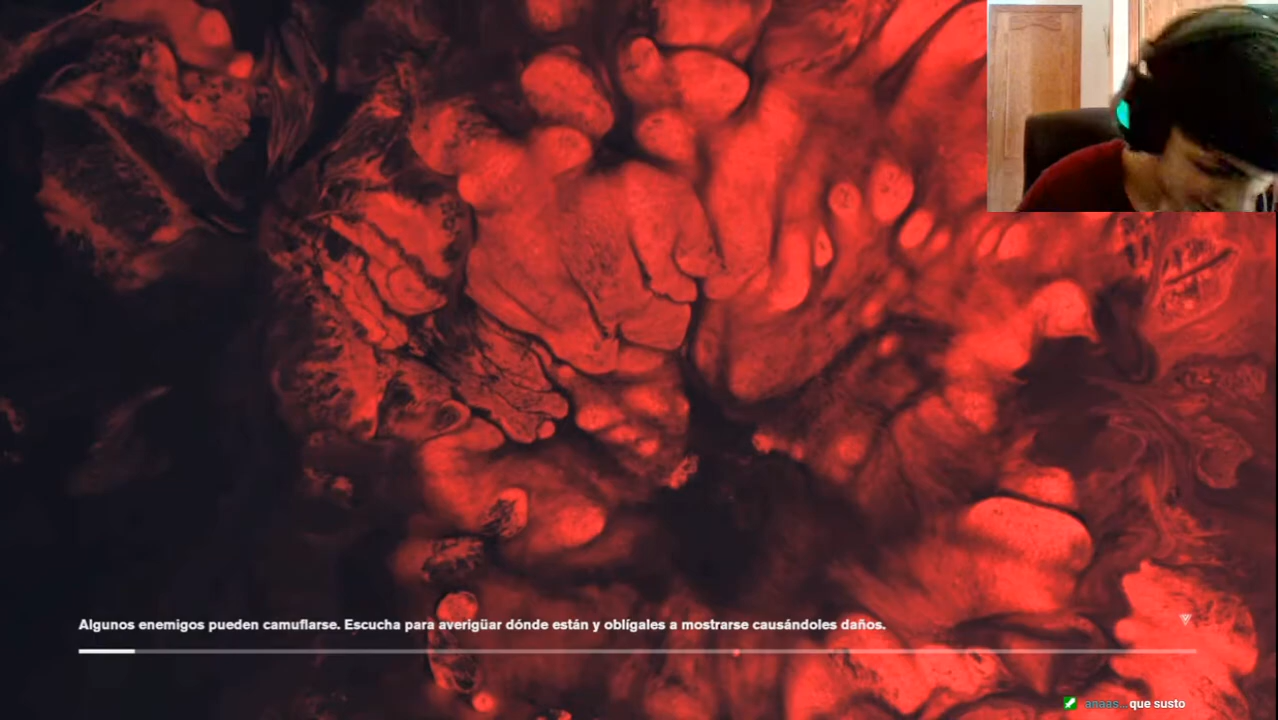 Algunos enemigos pueden camuflarse. Escucha para averigüar dónde están y oblígales a mostrarse causándoles daños.
que susto